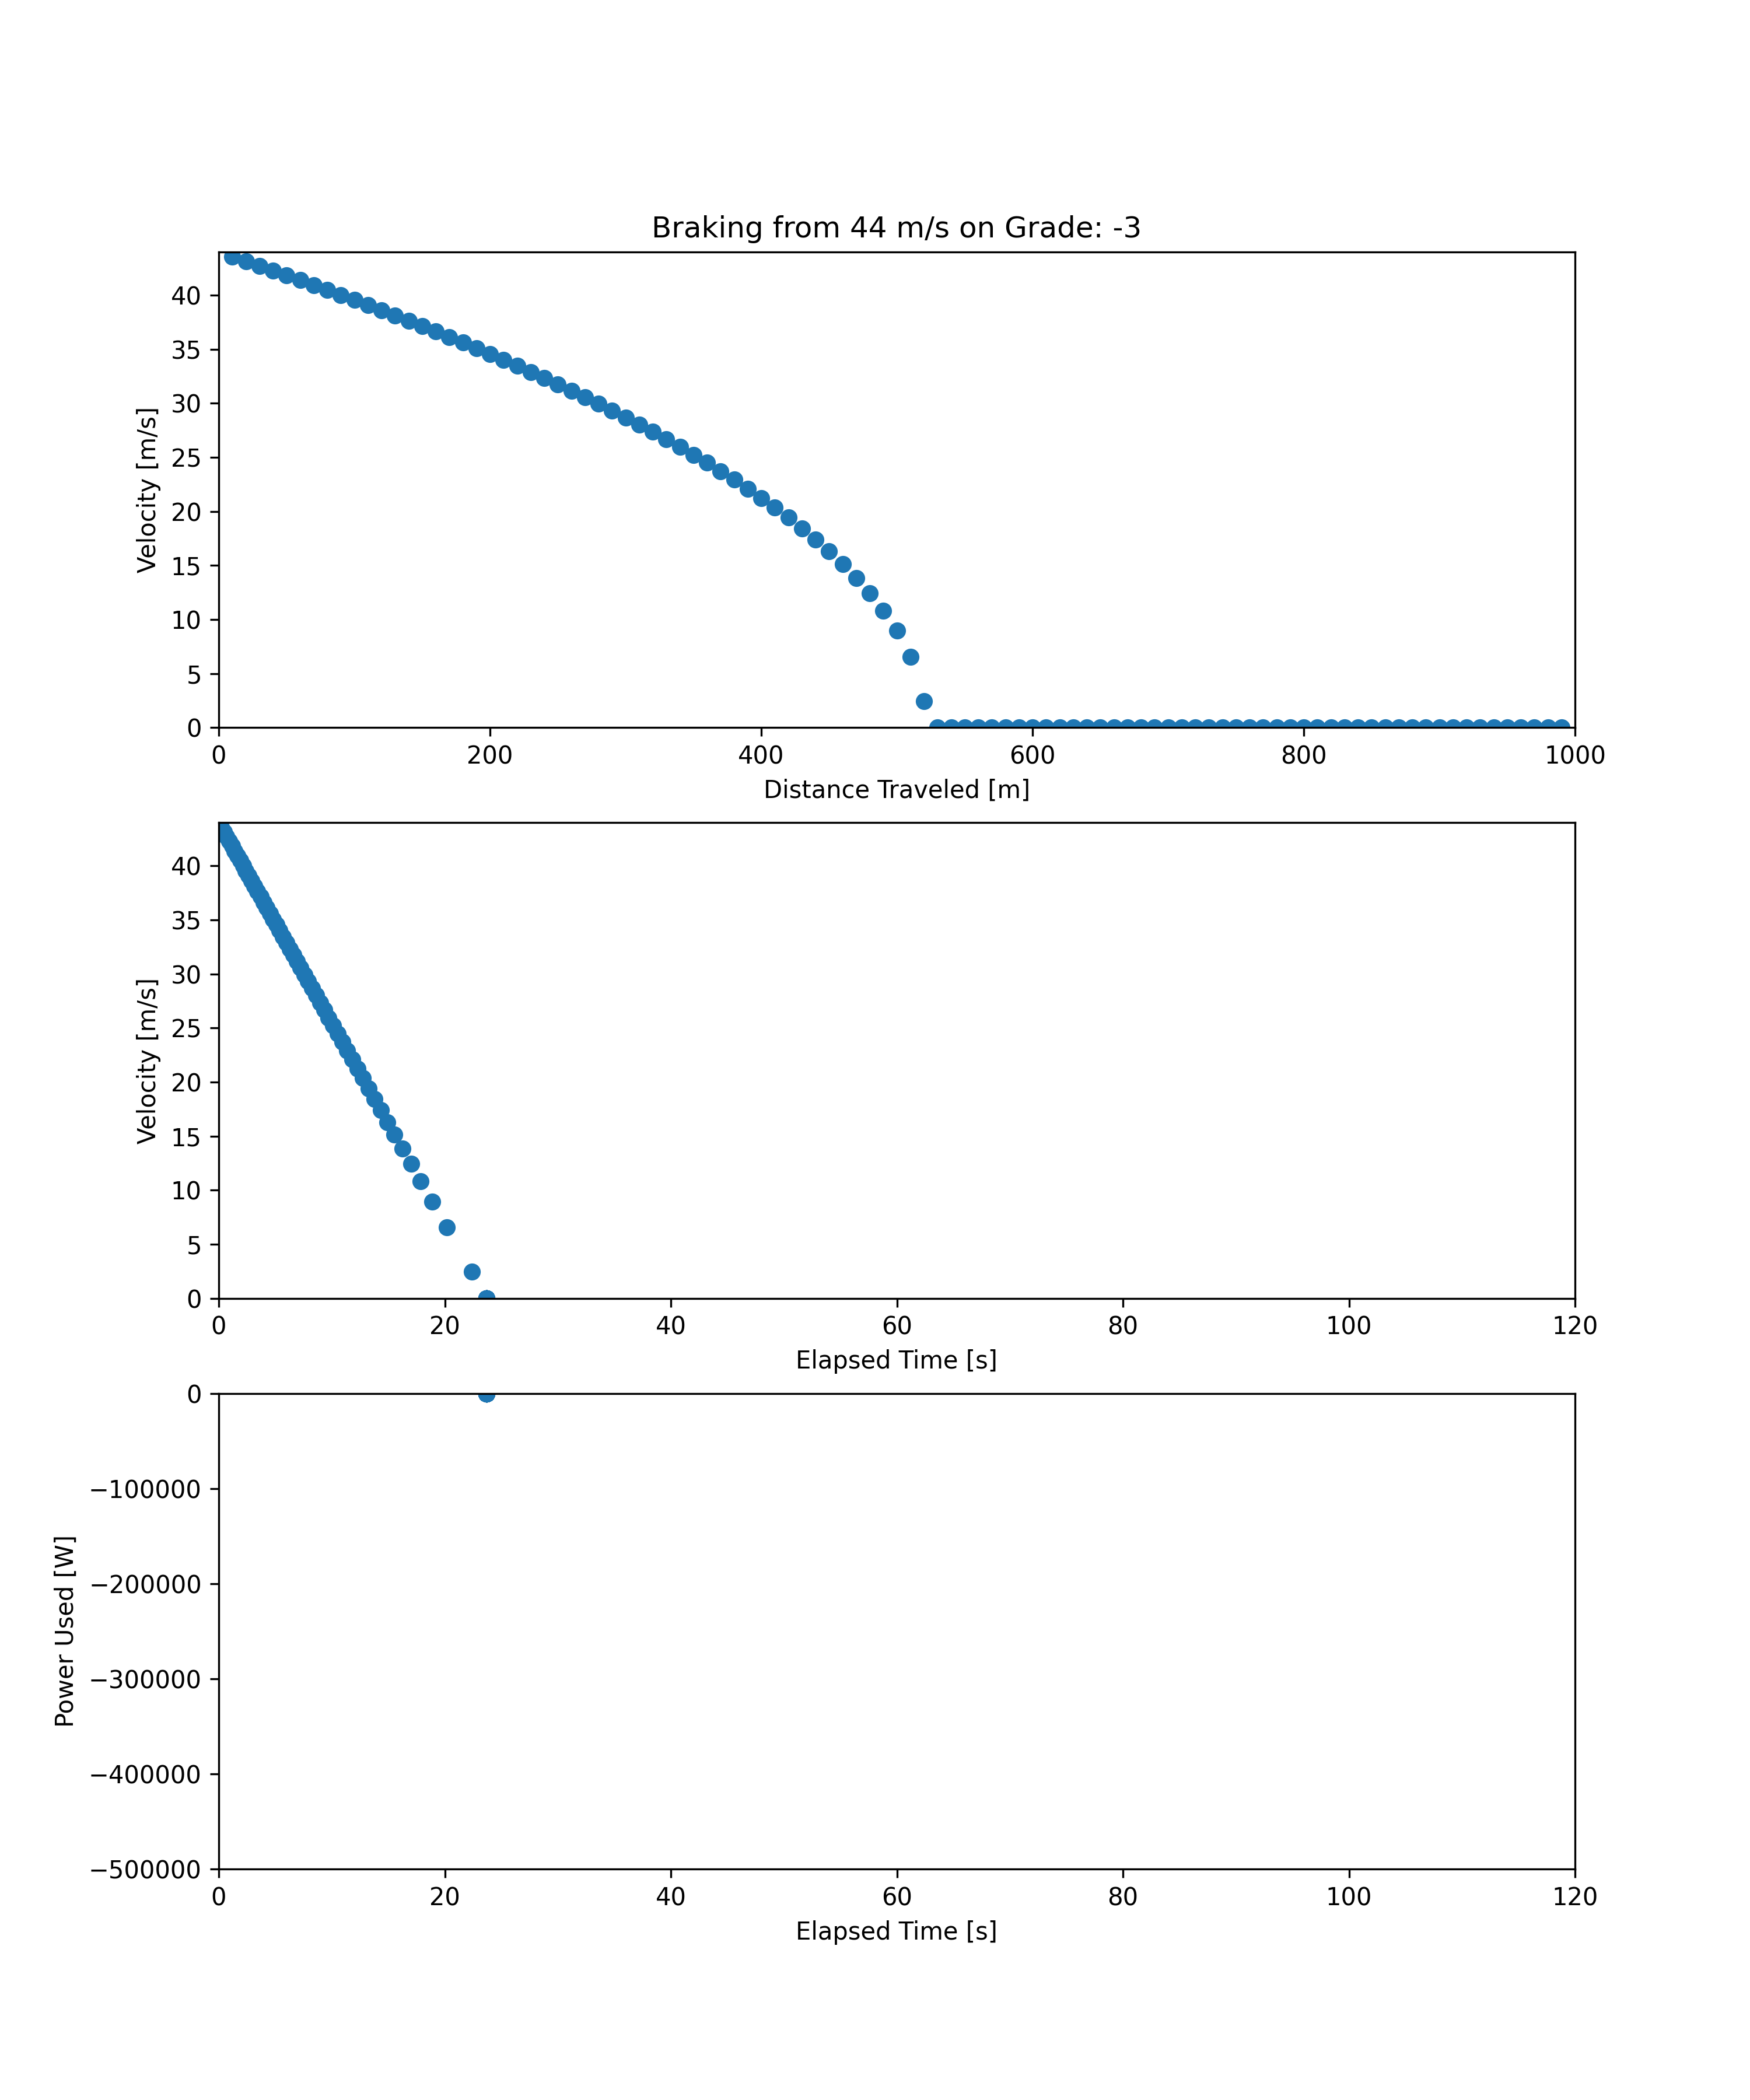 Braking from 44 m/s on Grade: -3
40
35
30
25
20
15
10
5
0
Velocity [m/s]
0 200 400 600 800 1000
Distance Traveled [m]
40
35
30
25
20
15
10
5
0
Velocity [m/s]
0 20 40 60 80 100 120
Elapsed Time [s]
0
−100000
−200000
−300000
−400000
−500000
Power Used [W]
0 20 40 60 80 100 120
Elapsed Time [s]